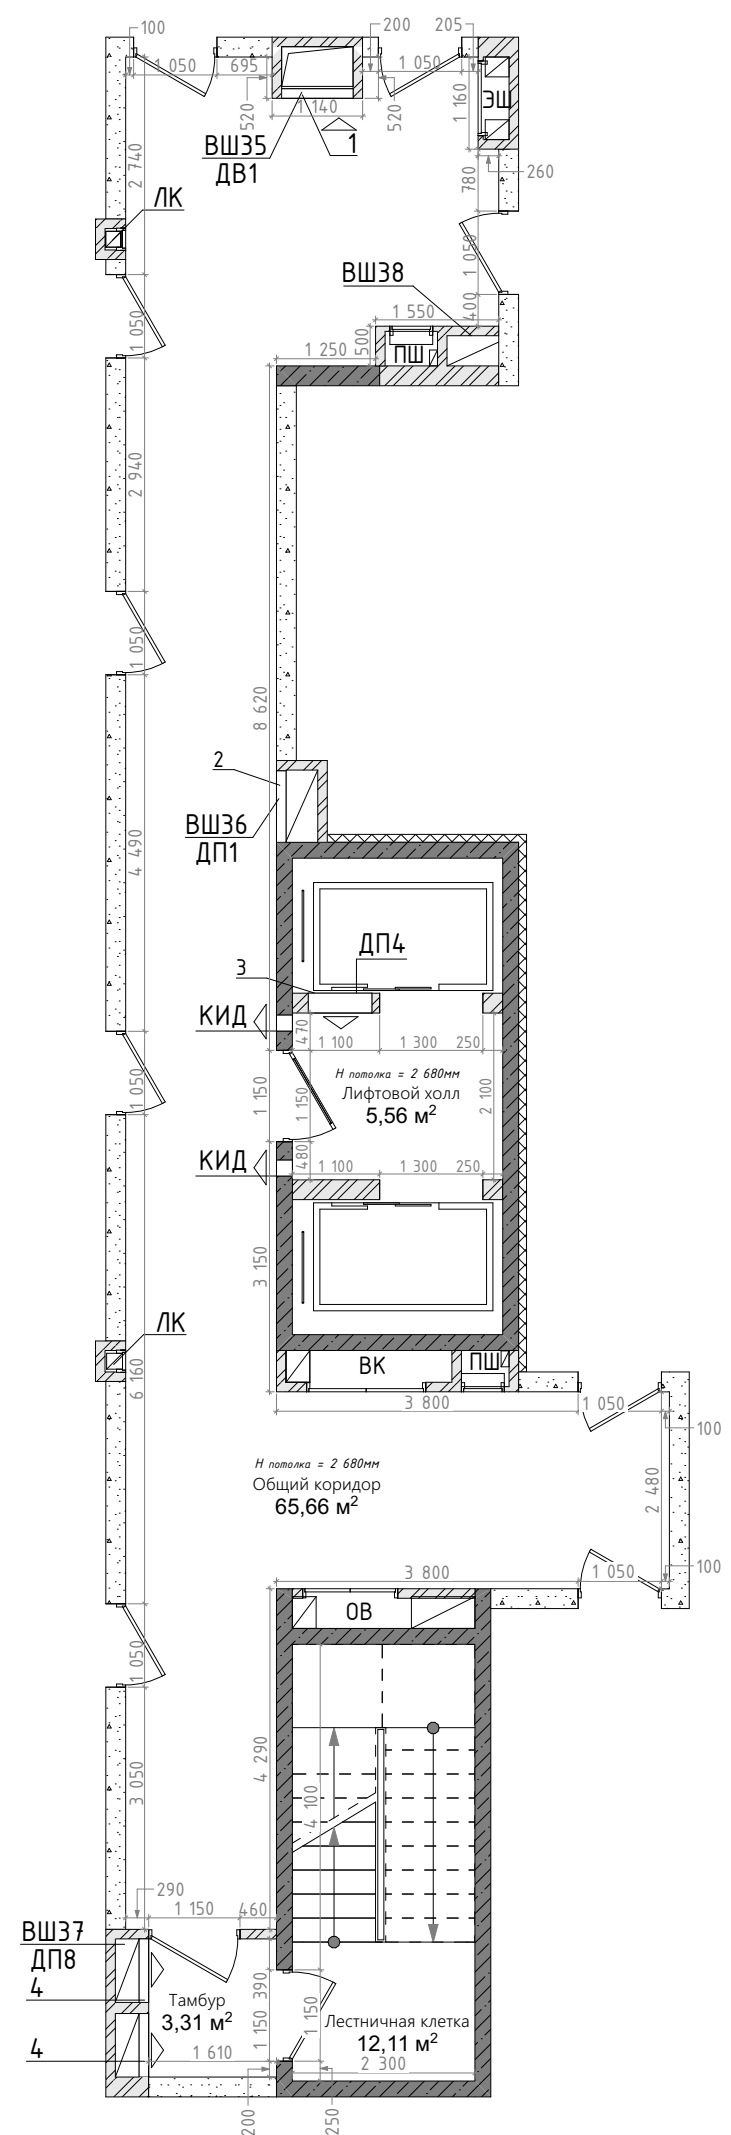 100
200
205
1 050
695
1 050
520
520
1 140
1 160
ЭЩ
ВШ35
ДВ1
1
2 740
780
260
ЛК
1 050
ВШ38
400
1 550
1 050
500
1 250
ПШ
2 940
1 050
8 620
2
ВШ36
ДП1
4 490
ДП4
3
КИД
470
1 100
1 300
250
H потолка = 2 680мм
Лифтовой холл
5,56 м²
1 050
1 150
1 150
2 100
КИД
480
1 100
1 300
250
3 150
ЛК
ВК
ПШ
6 160
3 800
1 050
100
H потолка = 2 680мм
Общий коридор
65,66 м²
2 480
3 800
1 050
100
ОВ
1 050
4 290
3 050
4 100
290
1 150
460
ВШ37
ДП8
4
390
Тамбур
3,31 м²
1 150
1 150
Лестничная клетка
12,11 м²
4
1 610
2 300
200
250